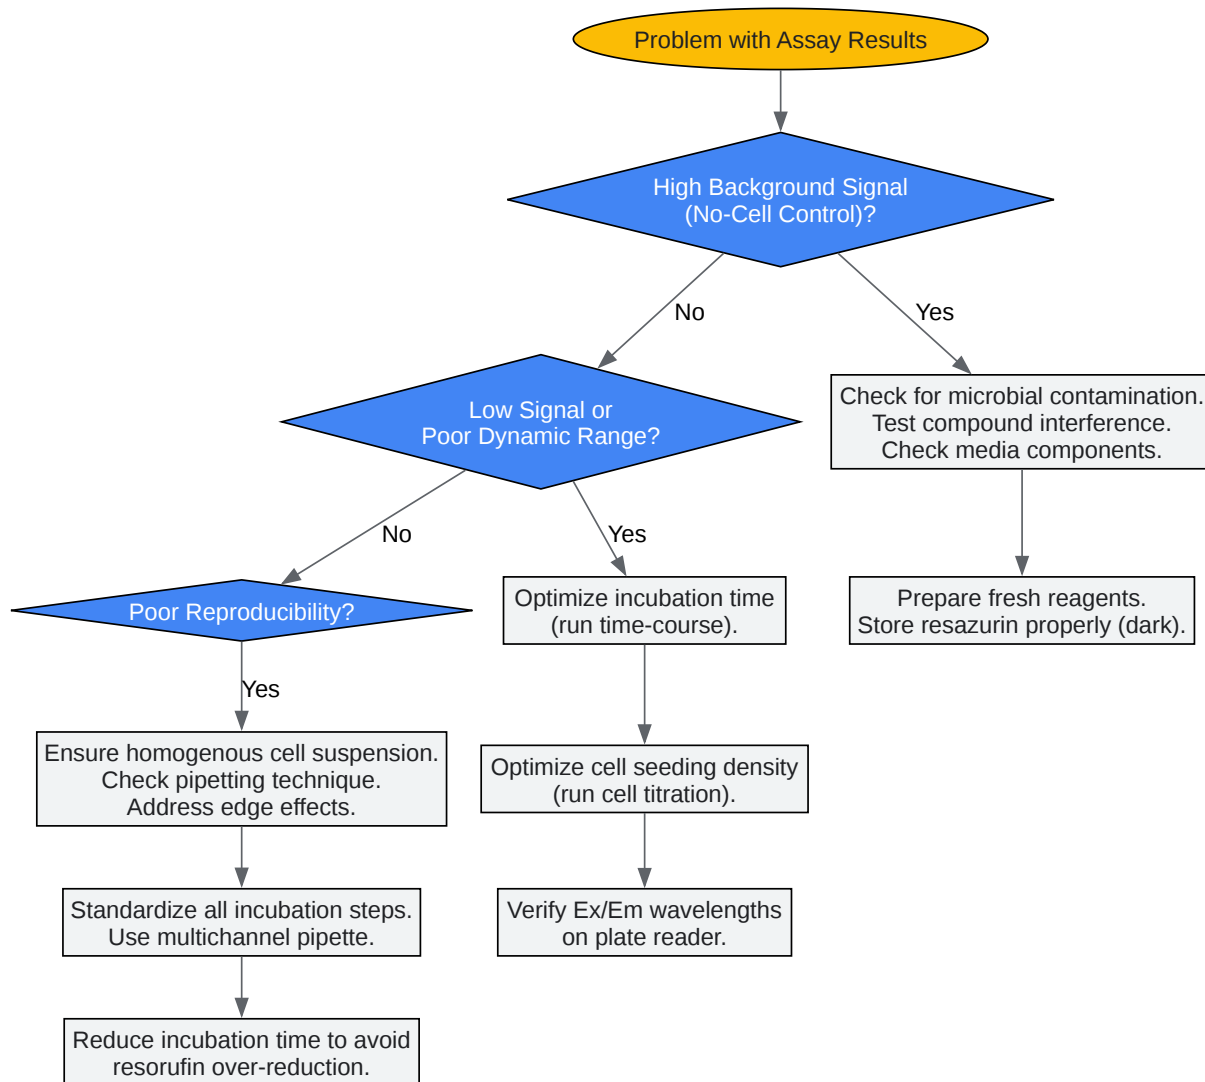 Problem with Assay Results
High Background Signal
(No-Cell Control)?
No
Yes
Low Signal or
Poor Dynamic Range?
Check for microbial contamination.
Test compound interference.
Check media components.
No
Yes
Poor Reproducibility?
Optimize incubation time
(run time-course).
Prepare fresh reagents.
Store resazurin properly (dark).
Yes
Ensure homogenous cell suspension.
Check pipetting technique.
Address edge effects.
Optimize cell seeding density
(run cell titration).
Standardize all incubation steps.
Use multichannel pipette.
Verify Ex/Em wavelengths
on plate reader.
Reduce incubation time to avoid
resorufin over-reduction.